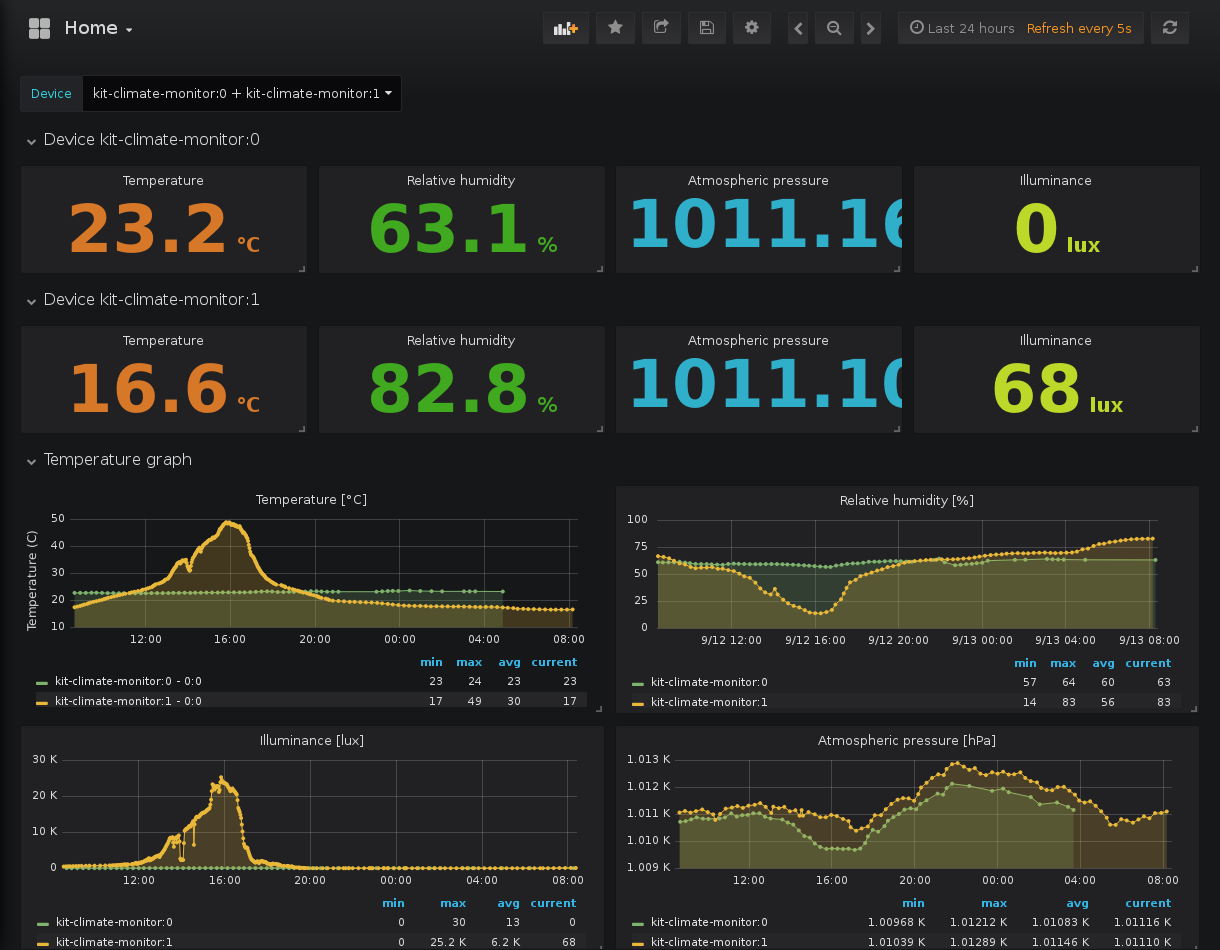 Home
Last 24 hours Refresh every 5s
Device kit-climate-monitor:0 + kit-climate-monitor:1
Device kit-climate-monitor:0
Temperature Relative humidity Atmospheric pressure Illuminance
23.2 °C 63.1 % 1011.16 0 lux
Device kit-climate-monitor:1
Temperature Relative humidity Atmospheric pressure Illuminance
16.6 °C 82.8 % 1011.10 68 lux
Temperature graph
Temperature [°C]
Temperature (C)
50
40
30
20
10
12:00 16:00 20:00 00:00 04:00 08:00
min max avg current
kit-climate-monitor:0 - 0:0 23 24 23 23
kit-climate-monitor:1 - 0:0 17 49 30 17
Relative humidity [%]
100
75
50
25
0
9/12 12:00 9/12 16:00 9/12 20:00 9/13 00:00 9/13 04:00 9/13 08:00
min max avg current
kit-climate-monitor:0 57 64 60 63
kit-climate-monitor:1 14 83 56 83
Illuminance [lux]
30 K
20 K
10 K
0
12:00 16:00 20:00 00:00 04:00 08:00
min max avg current
kit-climate-monitor:0 0 30 13 0
kit-climate-monitor:1 0 25.2 K 6.2 K 68
Atmospheric pressure [hPa]
1.013 K
1.012 K
1.011 K
1.010 K
1.009 K
12:00 16:00 20:00 00:00 04:00 08:00
min max avg current
kit-climate-monitor:0 1.00968 K 1.01212 K 1.01083 K 1.01116 K
kit-climate-monitor:1 1.01039 K 1.01289 K 1.01146 K 1.01110 K